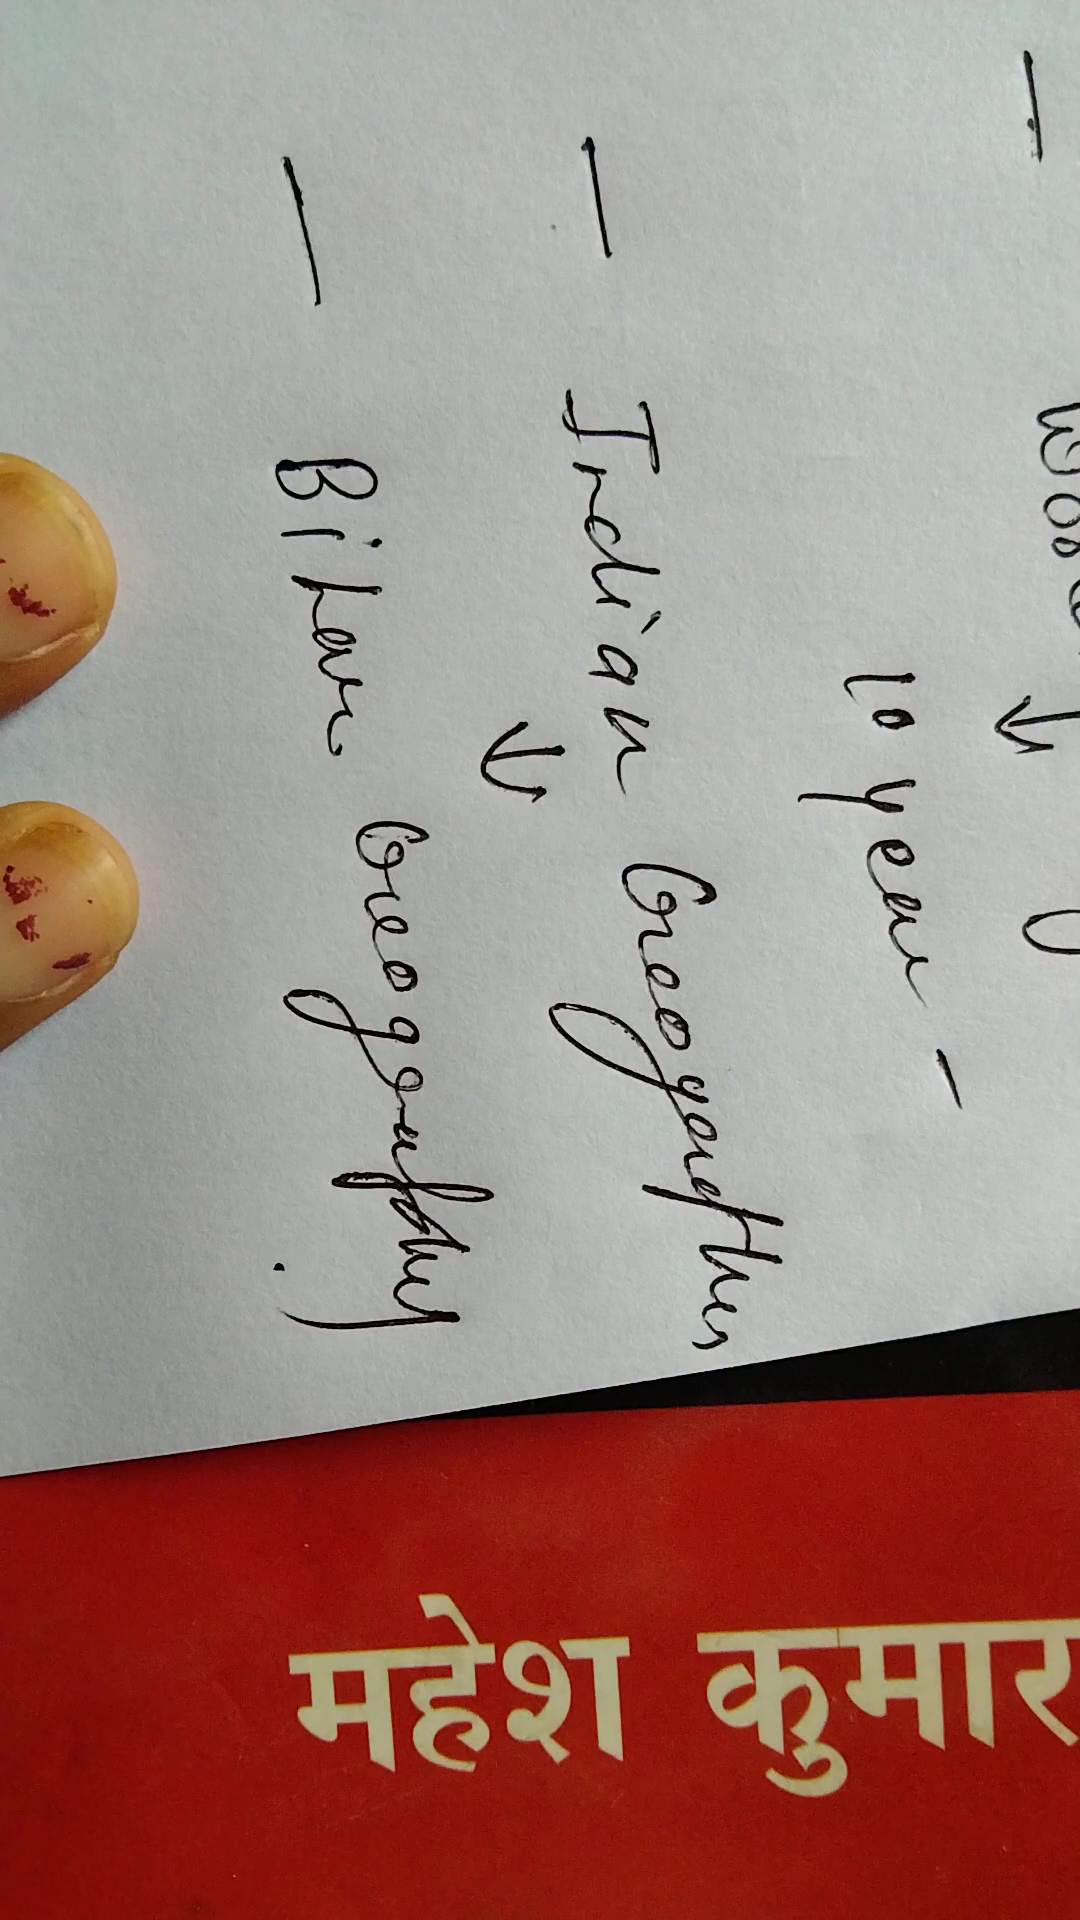 —
↓
10 year —
— Indian Geography
↓
— Bihar Geography.
महेश कुमार